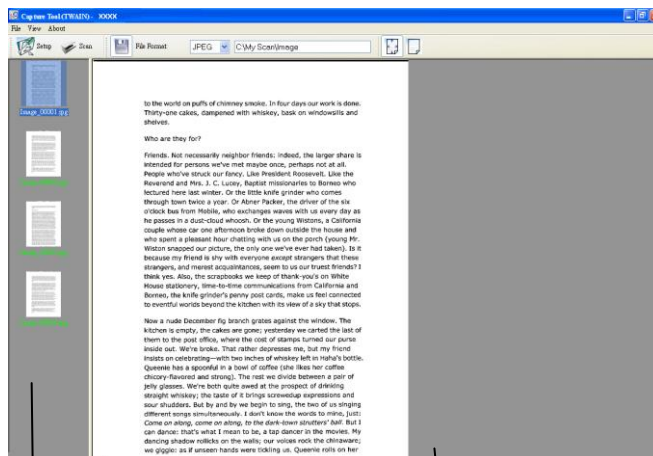 Capture Tool (TWAIN) - XXXX
File View About
Setup Scan File Format JPEG C:\My Scan\Image
Image_00001.jpg
to the world on puffs of chimney smoke. In four days our work is done.
Thirty-one cakes, dampened with whiskey, bask on windowsills and
shelves.
Who are they for?
Friends. Not necessarily neighbor friends: indeed, the larger share is
intended for persons we've met maybe once, perhaps not at all.
People who've struck our fancy. Like President Roosevelt. Like the
Reverend and Mrs. J. C. Lucey, Baptist missionaries to Borneo who
lectured here last winter. Or the little knife grinder who comes
through town twice a year. Or Abner Packer, the driver of the six
o'clock bus from Mobile, who exchanges waves with us every day as
he passes in a dust-cloud whoosh. Or the young Wistons, a California
couple whose car one afternoon broke down outside the house and
who spent a pleasant hour chatting with us on the porch (young Mr.
Wiston snapped our picture, the only one we've ever had taken). Is it
because my friend is shy with everyone except strangers that these
strangers, and merest acquaintances, seem to us our truest friends? I
think yes. Also, the scrapbooks we keep of thank-you's on White
House stationery, time-to-time communications from California and
Borneo, the knife grinder's penny post cards, make us feel connected
to eventful worlds beyond the kitchen with its view of a sky that stops.
Now a nude December fig branch grates against the window. The
kitchen is empty, the cakes are gone; yesterday we carted the last of
them to the post office, where the cost of stamps turned our purse
inside out. We're broke. That rather depresses me, but my friend
insists on celebrating—with two inches of whiskey left in Haha's bottle.
Queenie has a spoonful in a bowl of coffee (she likes her coffee
chicory-flavored and strong). The rest we divide between a pair of
jelly glasses. We're both quite awed at the prospect of drinking
straight whiskey; the taste of it brings screwedup expressions and
sour shudders. But by and by we begin to sing, the two of us singing
different songs simultaneously. I don't know the words to mine, just:
Come on along, come on along, to the dark-town strutters' ball. But I
can dance: that's what I mean to be, a tap dancer in the movies. My
dancing shadow rollicks on the walls; our voices rock the chinaware;
we giggle: as if unseen hands were tickling us. Queenie rolls on her